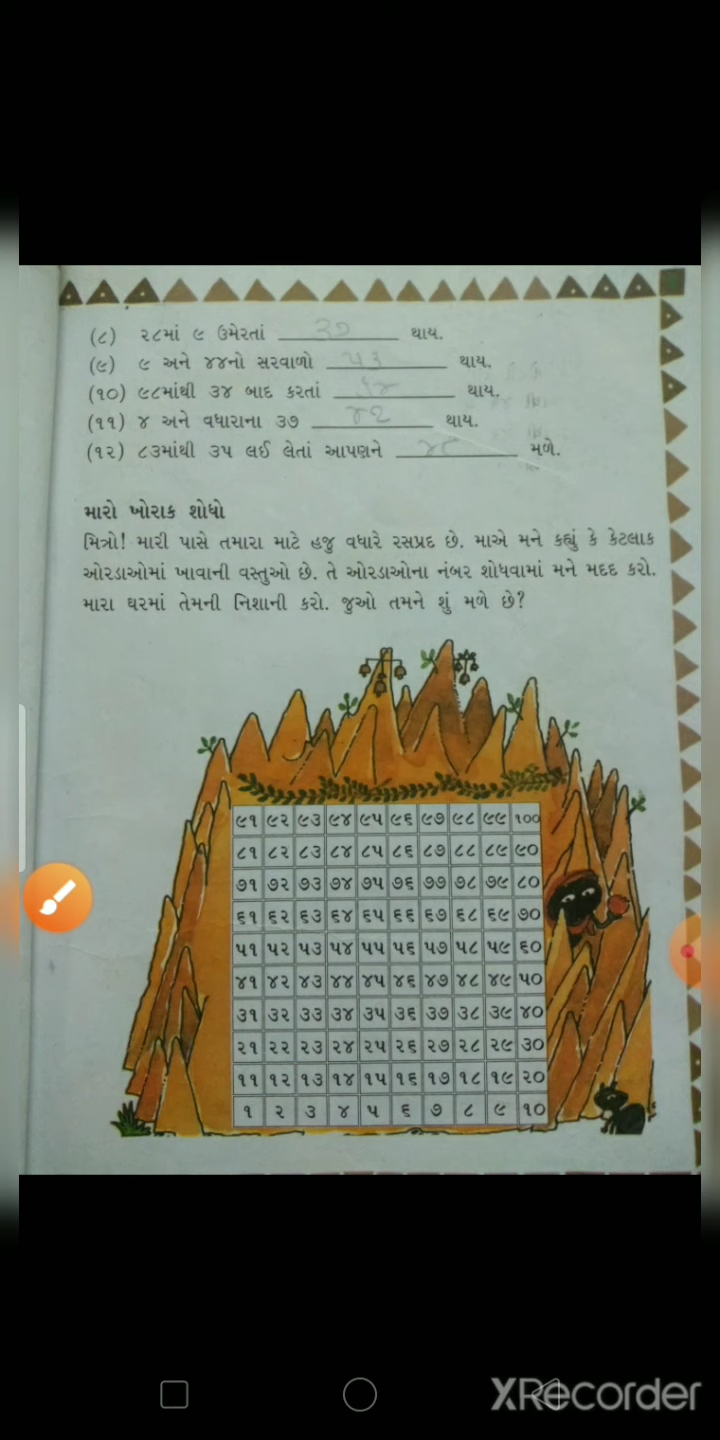 (૮) ૨૮માં ૯ ઉમેરતાં ૩૭ થાય.
(૯) ૯ અને ૪૪નો સરવાળો ૫૩ થાય.
(૧૦) ૯૮માંથી ૩૪ બાદ કરતાં થાય.
(૧૧) ૪ અને વધારાના ૩૭ થાય.
(૧૨) ૮૩માંથી ૩૫ લઈ લેતાં આપણને ૪૮ મળે.
મારો ખોરાક શોધો
મિત્રો! મારી પાસે તમારા માટે હજુ વધારે રસપ્રદ છે. માએ મને કહ્યું કે કેટલાક
ઓરડાઓમાં ખાવાની વસ્તુઓ છે. તે ઓરડાઓના નંબર શોધવામાં મને મદદ કરો.
મારા ઘરમાં તેમની નિશાની કરો. જુઓ તમને શું મળે છે?
૯૧ ૯૨ ૯૩ ૯૪ ૯૫ ૯૬ ૯૭ ૯૮ ૯૯ ૧૦૦
૮૧ ૮૨ ૮૩ ૮૪ ૮૫ ૮૬ ૮૭ ૮૮ ૮૯ ૯૦
૭૧ ૭૨ ૭૩ ૭૪ ૭૫ ૭૬ ૭૭ ૭૮ ૭૯ ૮૦
૬૧ ૬૨ ૬૩ ૬૪ ૬૫ ૬૬ ૬૭ ૬૮ ૬૯ ૭૦
૫૧ ૫૨ ૫૩ ૫૪ ૫૫ ૫૬ ૫૭ ૫૮ ૫૯ ૬૦
૪૧ ૪૨ ૪૩ ૪૪ ૪૫ ૪૬ ૪૭ ૪૮ ૪૯ ૫૦
૩૧ ૩૨ ૩૩ ૩૪ ૩૫ ૩૬ ૩૭ ૩૮ ૩૯ ૪૦
૨૧ ૨૨ ૨૩ ૨૪ ૨૫ ૨૬ ૨૭ ૨૮ ૨૯ ૩૦
૧૧ ૧૨ ૧૩ ૧૪ ૧૫ ૧૬ ૧૭ ૧૮ ૧૯ ૨૦
૧ ૨ ૩ ૪ ૫ ૬ ૭ ૮ ૯ ૧૦
XRecorder